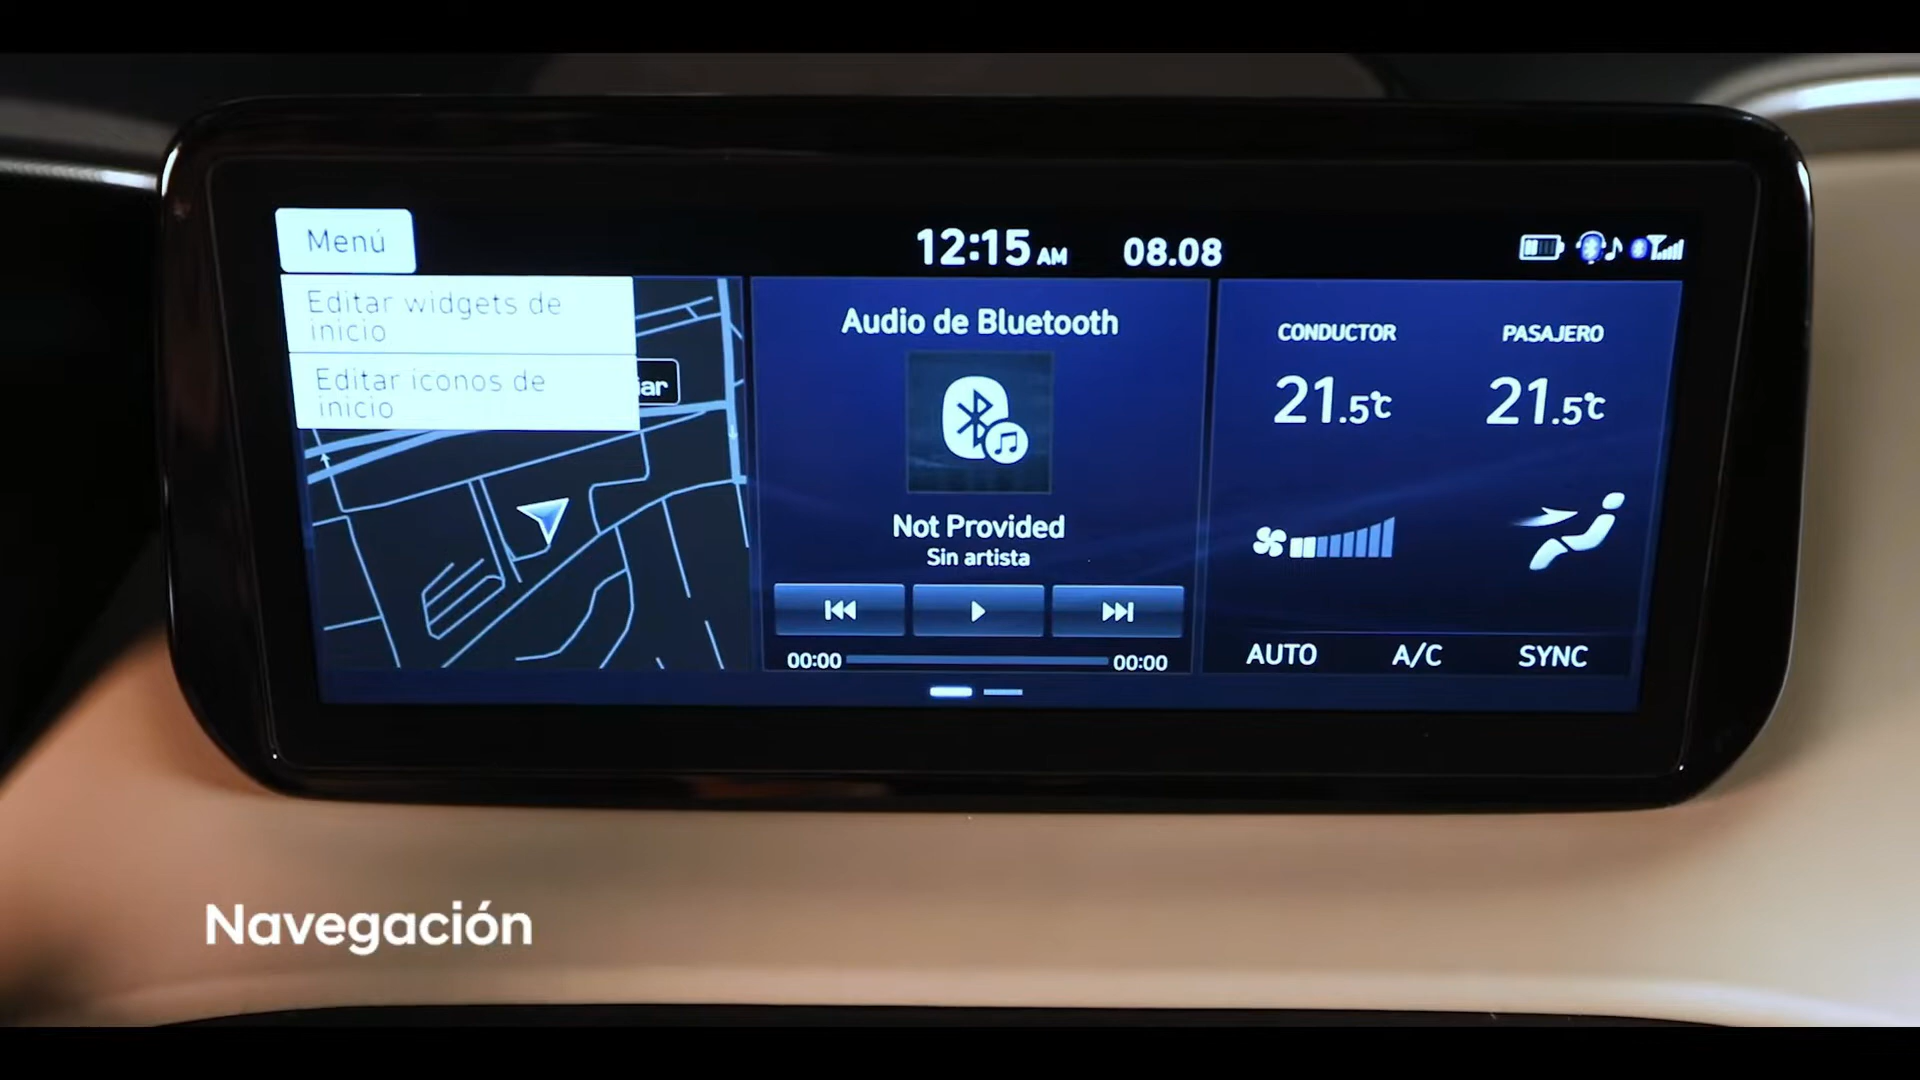 Menú
12:15 AM 08.08
Editar widgets de
inicio
Editar iconos de
inicio
Audio de Bluetooth
Not Provided
Sin artista
00:00 00:00
CONDUCTOR PASAJERO
21.5°C 21.5°C
AUTO A/C SYNC
Navegación